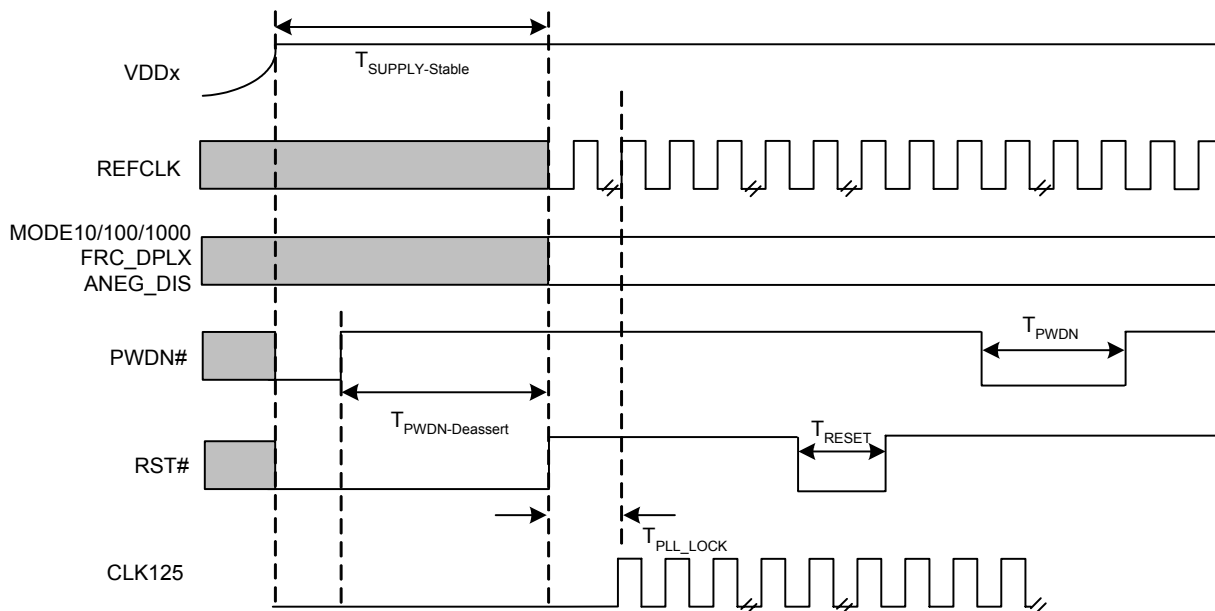 VDDx
T_SUPPLY-Stable
REFCLK
MODE10/100/1000
FRC_DPLX
ANEG_DIS
PWDN#
T_PWDN
T_PWDN-Deassert
RST#
T_RESET
T_PLL_LOCK
CLK125